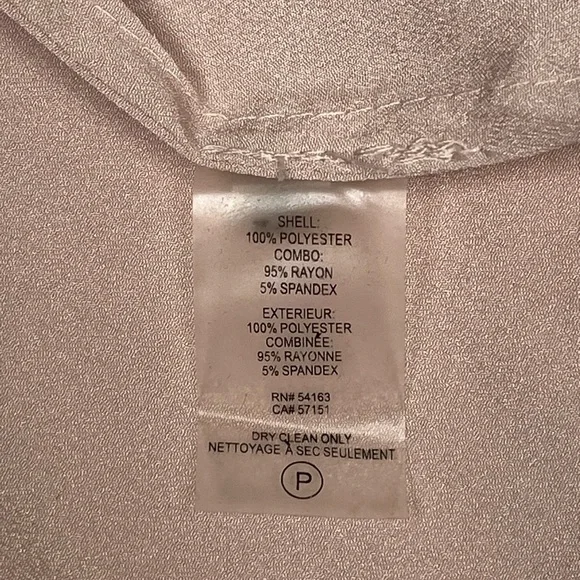 SHELL:
100% POLYESTER
COMBO:
95% RAYON
5% SPANDEX
EXTERIEUR:
100% POLYESTER
COMBINÉE:
95% RAYONNE
5% SPANDEX
RN# 54163
CA# 57151
DRY CLEAN ONLY
NETTOYAGE À SEC SEULEMENT
P